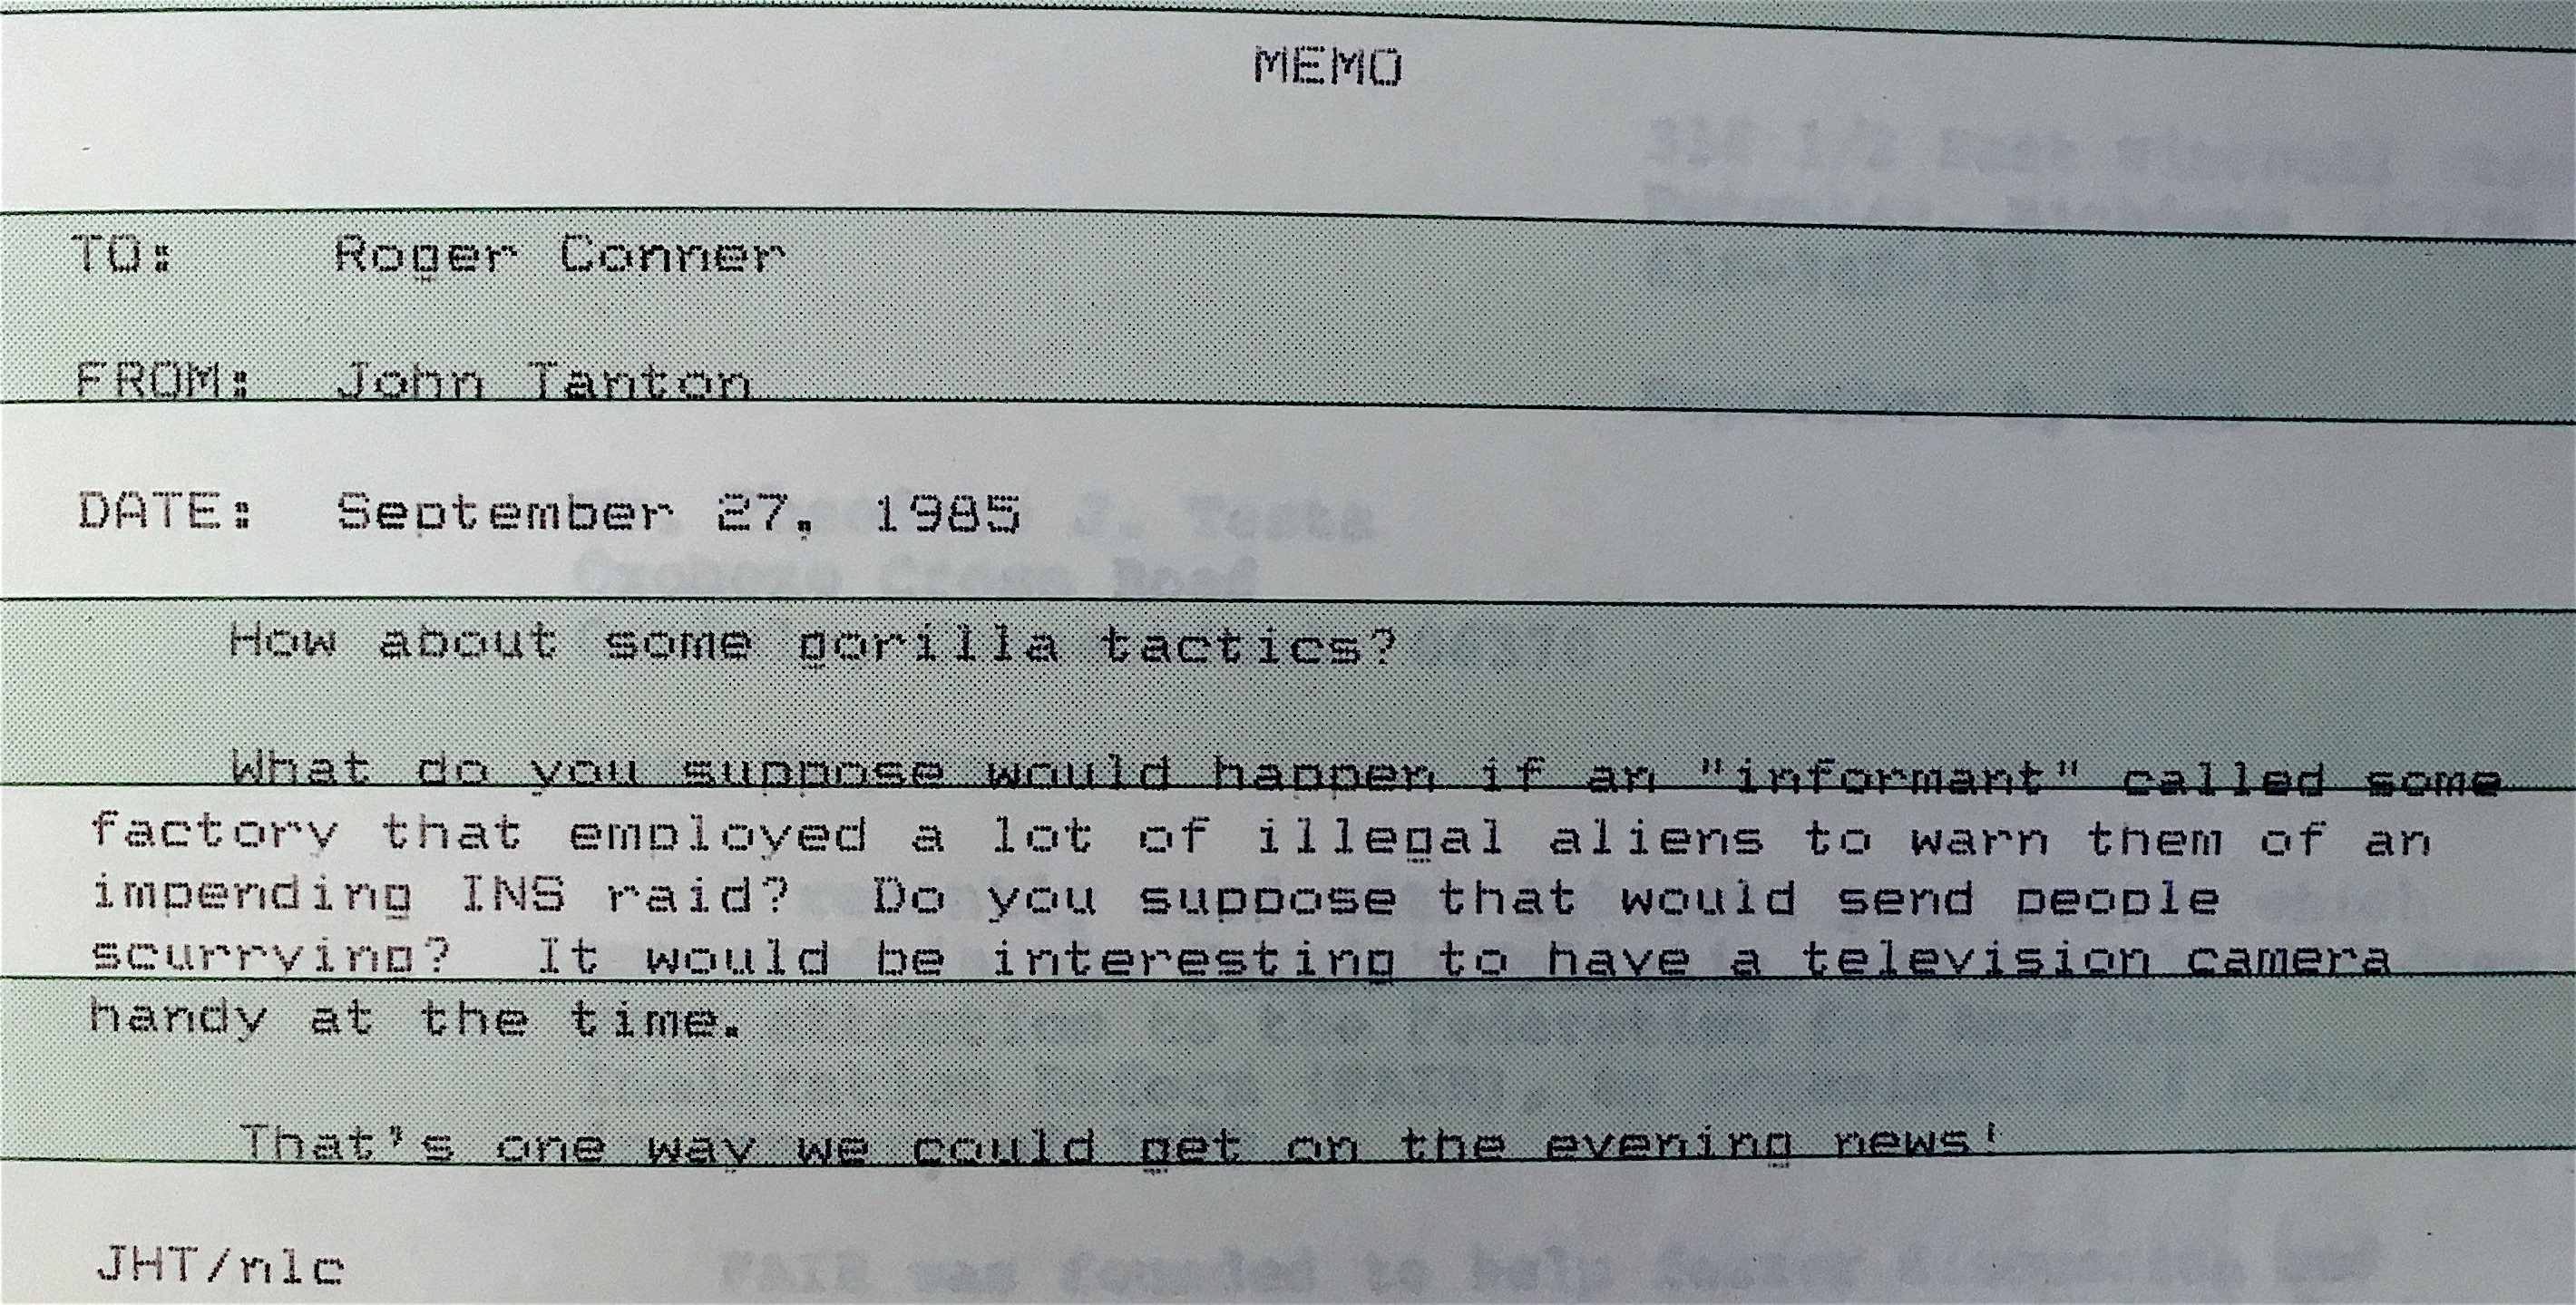 MEMO
TO: Roger Conner
FROM: John Tanton
DATE: September 27, 1985
How about some gorilla tactics?
What do you suppose would happen if an "informant" called some
factory that employed a lot of illegal aliens to warn them of an
impending INS raid? Do you suppose that would send people
scurrying? It would be interesting to have a television camera
handy at the time.
That's one way we could get on the evening news!
JHT/nlc